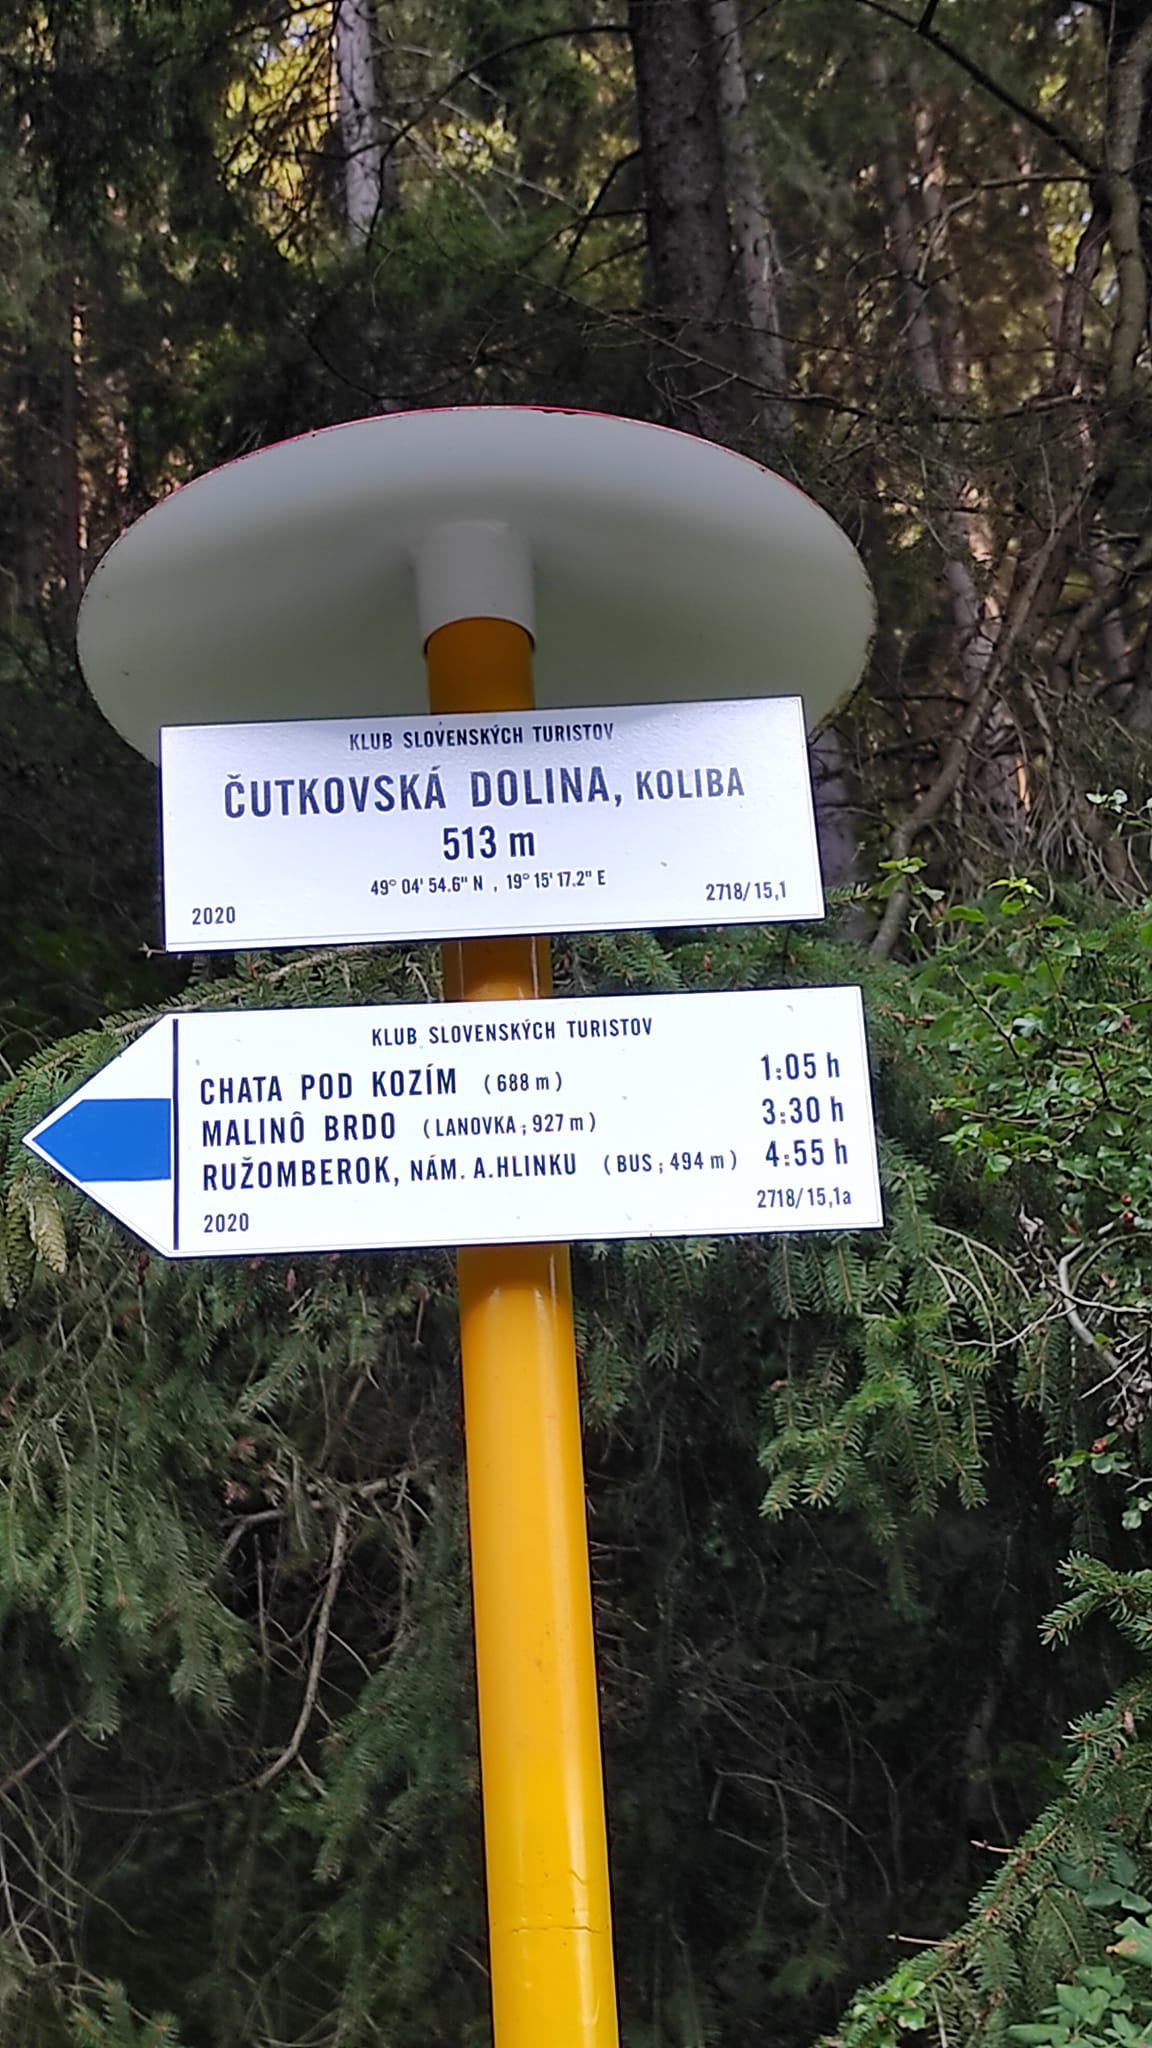 KLUB SLOVENSKÝCH TURISTOV
ČUTKOVSKÁ DOLINA, KOLIBA
513 m
49° 04' 54.6" N , 19° 15' 17.2" E
2020 2718/15,1
KLUB SLOVENSKÝCH TURISTOV
CHATA POD KOZÍM (688 m) 1:05 h
MALINÔ BRDO (LANOVKA; 927 m) 3:30 h
RUŽOMBEROK, NÁM. A.HLINKU (BUS; 494 m) 4:55 h
2020 2718/15,1a